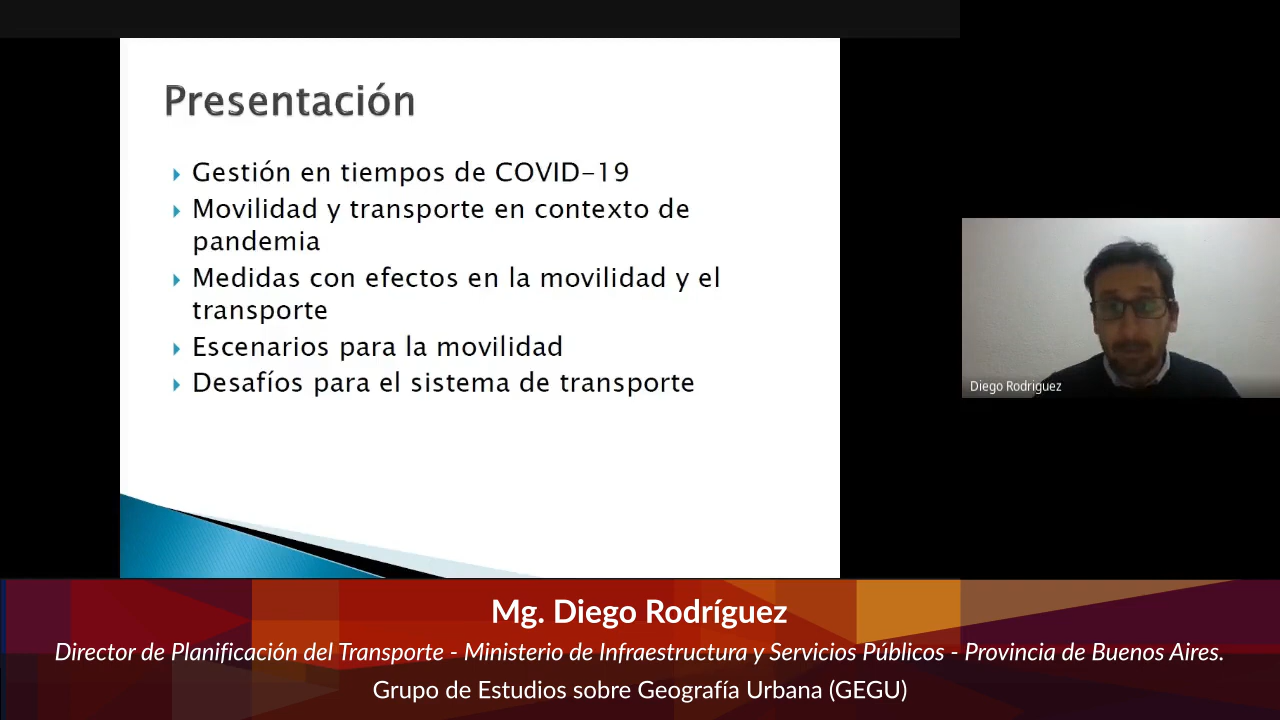 Presentación
Gestión en tiempos de COVID-19
Movilidad y transporte en contexto de
pandemia
Medidas con efectos en la movilidad y el
transporte
Escenarios para la movilidad
Desafíos para el sistema de transporte
Diego Rodriguez
Mg. Diego Rodríguez
Director de Planificación del Transporte - Ministerio de Infraestructura y Servicios Públicos - Provincia de Buenos Aires.
Grupo de Estudios sobre Geografía Urbana (GEGU)